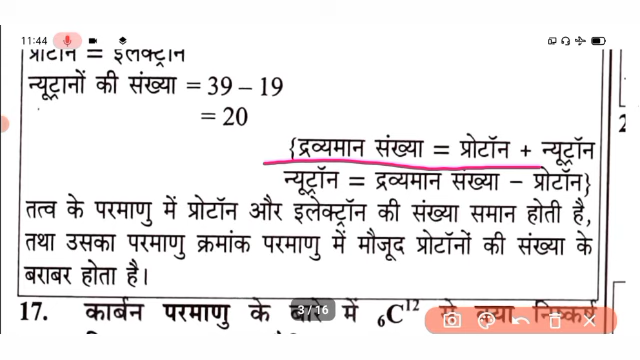 11:44
प्रोटॉन = इलेक्ट्रॉन
न्यूट्रानों की संख्या = 39 – 19
= 20
{द्रव्यमान संख्या = प्रोटॉन + न्यूट्रॉन
न्यूट्रॉन = द्रव्यमान संख्या – प्रोटॉन}
तत्व के परमाणु में प्रोटॉन और इलेक्ट्रॉन की संख्या समान होती है,
तथा उसका परमाणु क्रमांक परमाणु में मौजूद प्रोटॉनों की संख्या के
बराबर होता है।
3/16
17. कार्बन परमाणु के बारे में ₆C¹² से क्या निष्कर्ष